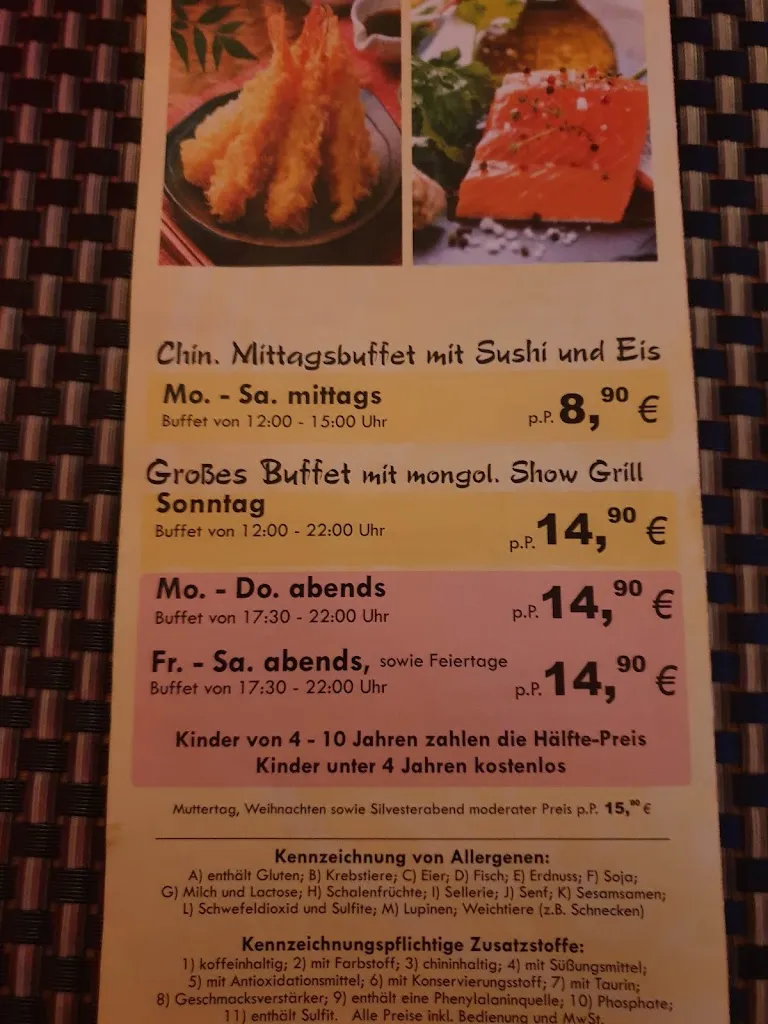 Chin. Mittagsbuffet mit Sushi und Eis
Mo. - Sa. mittags
Buffet von 12:00 - 15:00 Uhr p.P. 8,90 €
Großes Buffet mit mongol. Show Grill
Sonntag
Buffet von 12:00 - 22:00 Uhr p.P. 14,90 €
Mo. - Do. abends
Buffet von 17:30 - 22:00 Uhr p.P. 14,90 €
Fr. - Sa. abends, sowie Feiertage
Buffet von 17:30 - 22:00 Uhr p.P. 14,90 €
Kinder von 4 - 10 Jahren zahlen die Hälfte-Preis
Kinder unter 4 Jahren kostenlos
Muttertag, Weihnachten sowie Silvesterabend moderater Preis p.P. 15,90 €
Kennzeichnung von Allergenen:
A) enthält Gluten; B) Krebstiere; C) Eier; D) Fisch; E) Erdnuss; F) Soja;
G) Milch und Lactose; H) Schalenfrüchte; I) Sellerie; J) Senf; K) Sesamsamen;
L) Schwefeldioxid und Sulfite; M) Lupinen; Weichtiere (z.B. Schnecken)
Kennzeichnungspflichtige Zusatzstoffe:
1) koffeinhaltig; 2) mit Farbstoff; 3) chininhaltig; 4) mit Süßungsmittel;
5) mit Antioxidationsmittel; 6) mit Konservierungsstoff; 7) mit Taurin;
8) Geschmacksverstärker; 9) enthält eine Phenylalaninquelle; 10) Phosphate;
11) enthält Sulfit. Alle Preise inkl. Bedienung und MwSt.